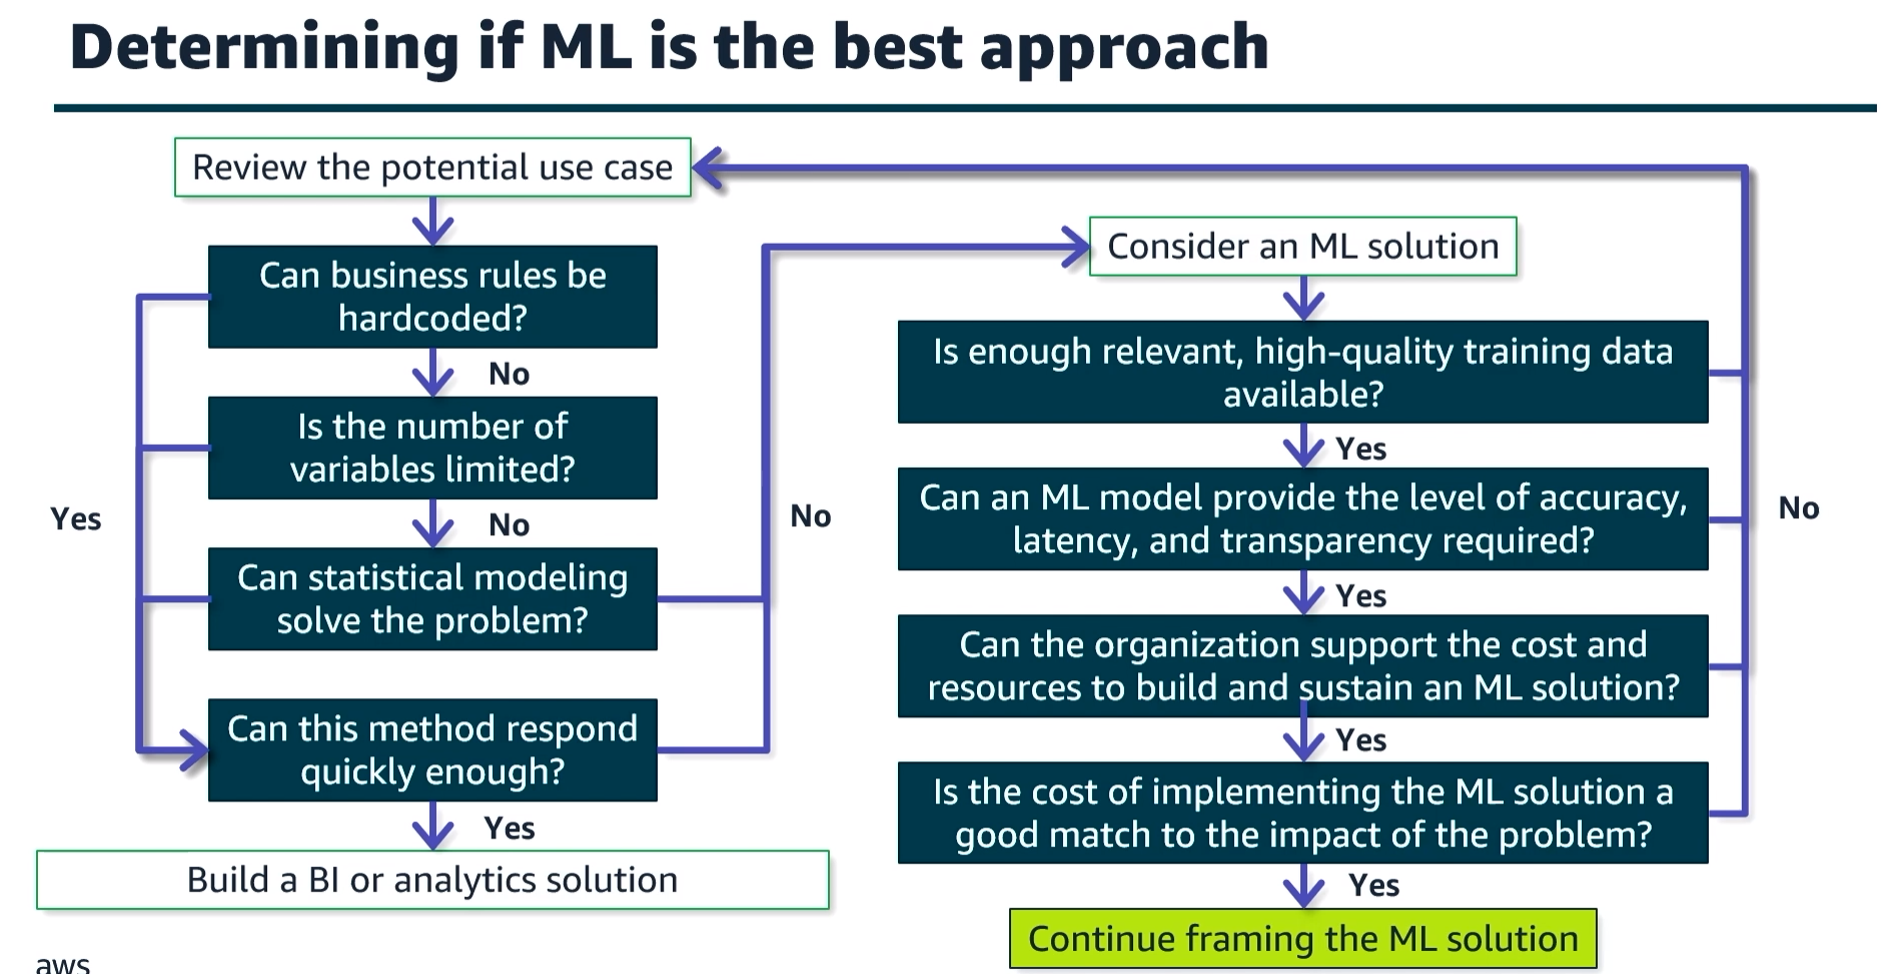 Determining if ML is the best approach
Review the potential use case
Can business rules be
hardcoded?
No
Is the number of
variables limited?
No
Yes
Can statistical modeling
solve the problem?
No
Can this method respond
quickly enough?
Yes
Build a BI or analytics solution
Consider an ML solution
Is enough relevant, high-quality training data
available?
Yes
Can an ML model provide the level of accuracy,
latency, and transparency required?
No
Yes
Can the organization support the cost and
resources to build and sustain an ML solution?
Yes
Is the cost of implementing the ML solution a
good match to the impact of the problem?
Yes
Continue framing the ML solution
aws